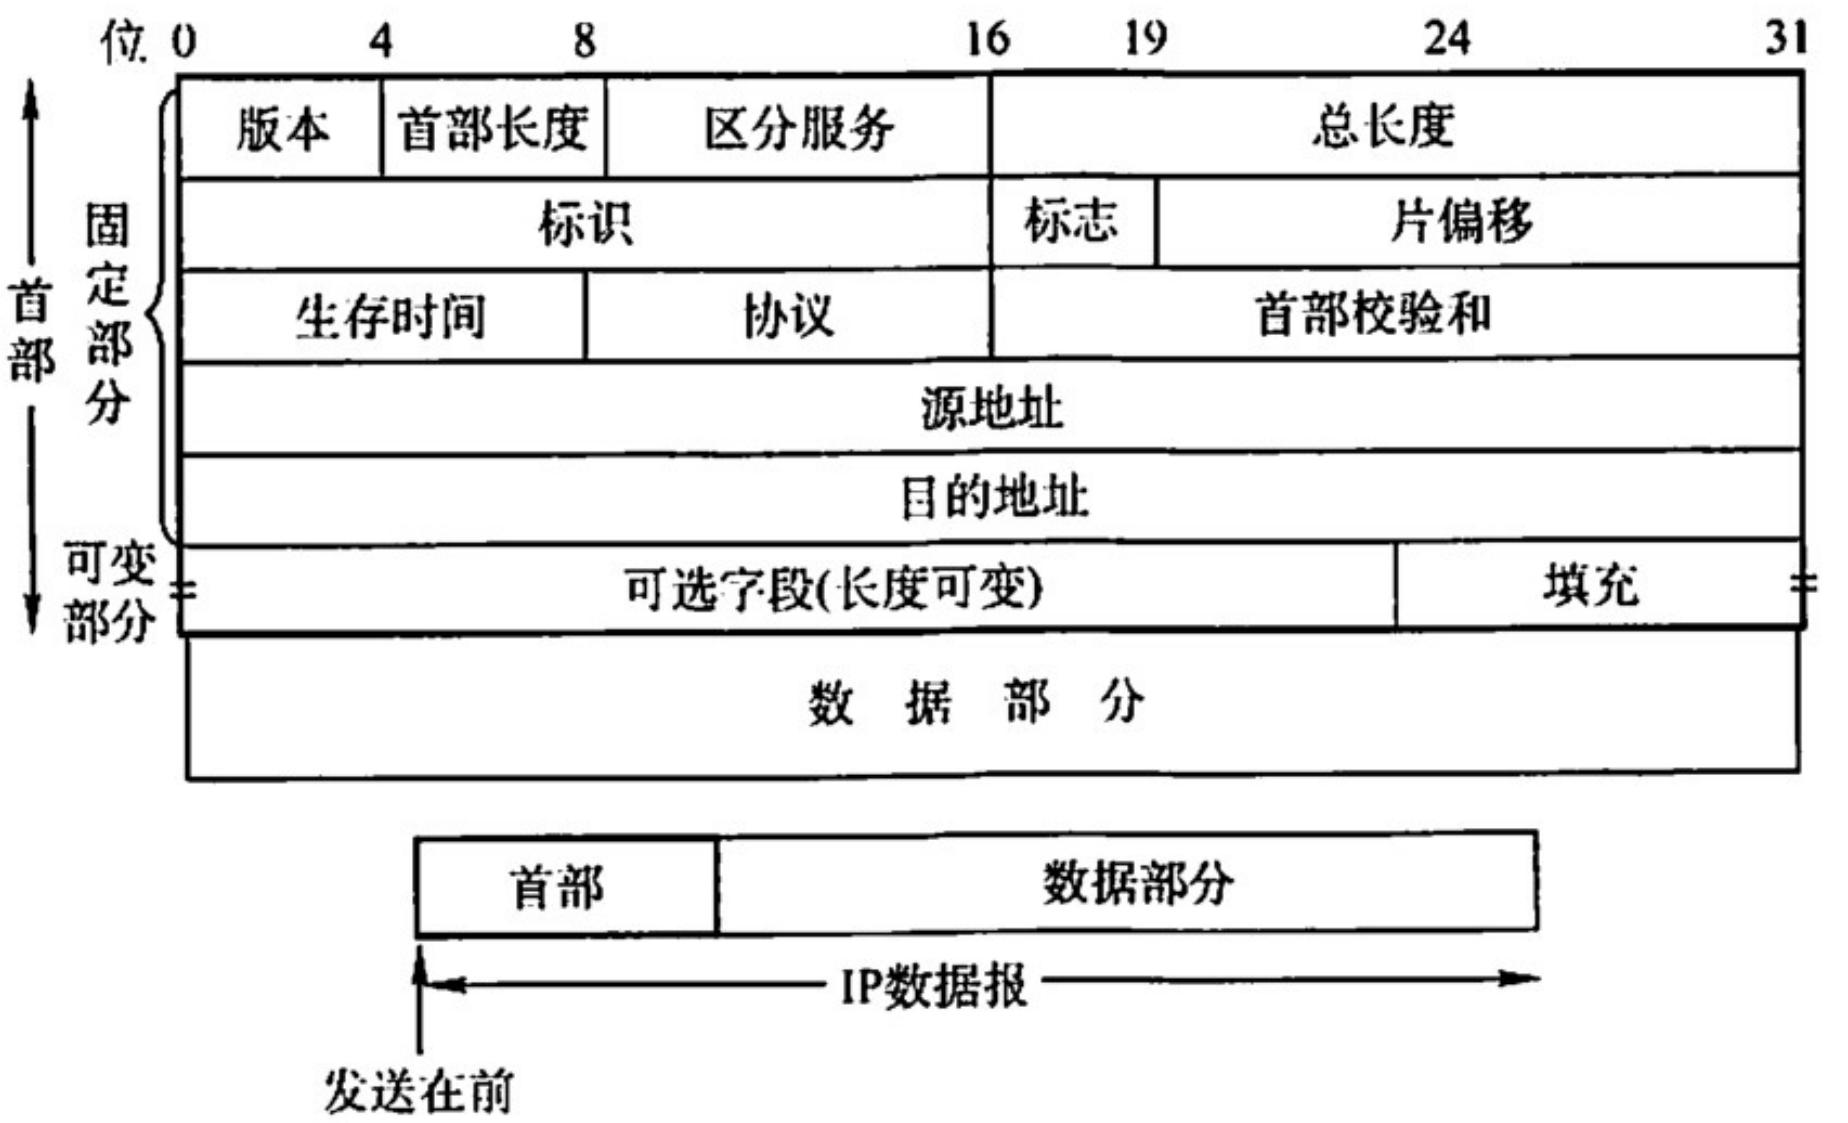 位 0 4 8 16 19 24 31
版本 首部长度 区分服务 总长度
标识 标志 片偏移
生存时间 协议 首部校验和
源地址
目的地址
可选字段(长度可变) 填充
首部
固定部分
可变
部分
数据部分
首部 数据部分
IP数据报
发送在前